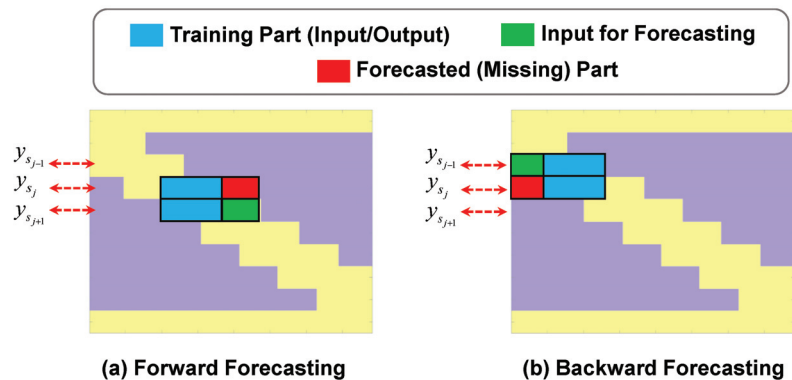 Training Part (Input/Output) Input for Forecasting
Forecasted (Missing) Part
y_{s_{j-1}}
y_{s_j}
y_{s_{j+1}}
y_{s_{j-1}}
y_{s_j}
y_{s_{j+1}}
(a) Forward Forecasting (b) Backward Forecasting